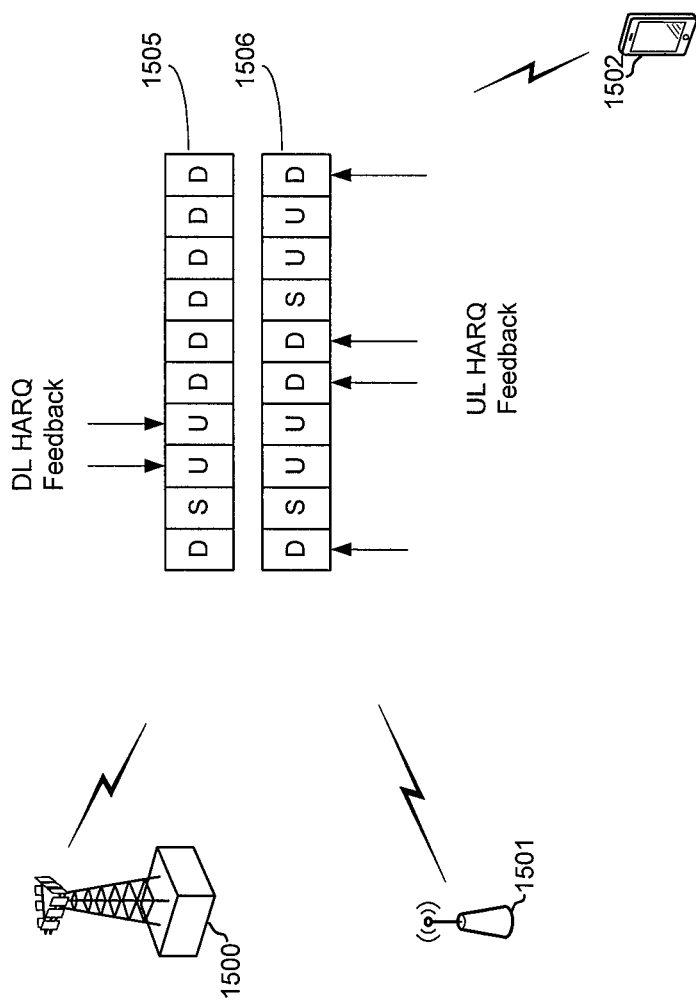 DL HARQ
Feedback
1505
D S U U D D D D D D
1506
D S U U D D S U U D
UL HARQ
Feedback
1502
1500
1501